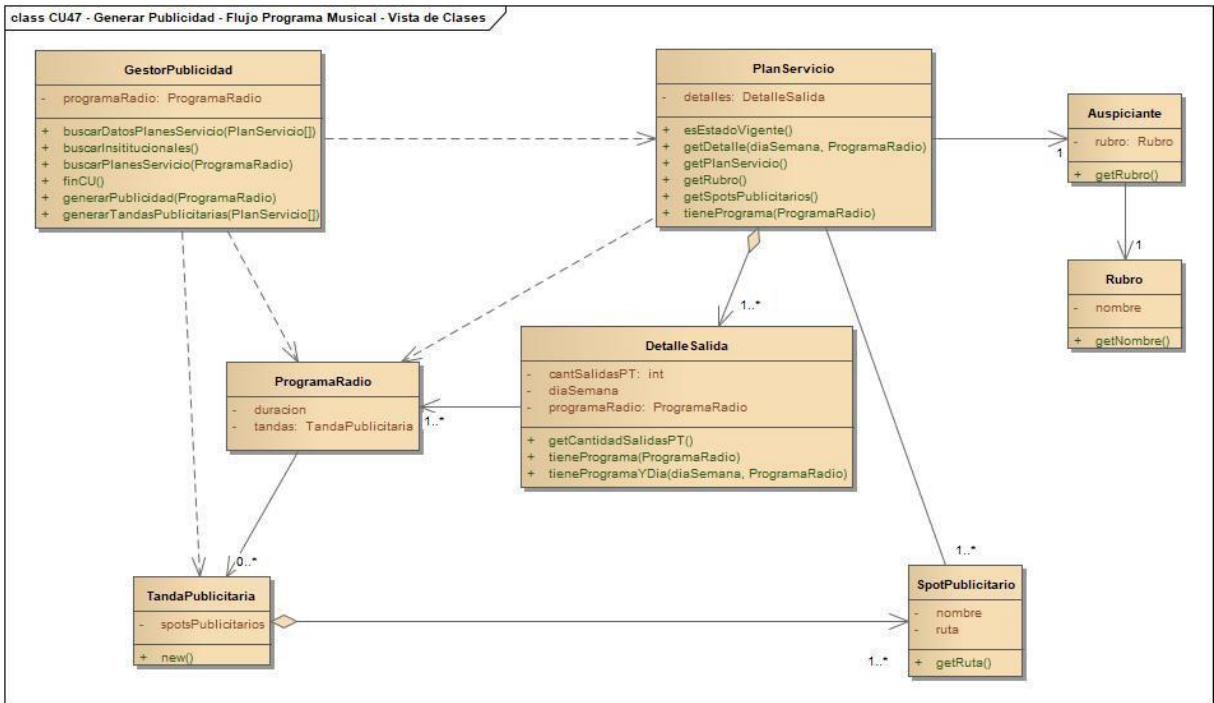 class CU47 - Generar Publicidad - Flujo Programa Musical - Vista de Clases
GestorPublicidad
- programaRadio: ProgramaRadio
+ buscarDatosPlanesServicio(PlanServicio[])
+ buscarInsititucionales()
+ buscarPlanesServicio(ProgramaRadio)
+ finCU()
+ generarPublicidad(ProgramaRadio)
+ generarTandasPublicitarias(PlanServicio[])
PlanServicio
- detalles: DetalleSalida
+ esEstadoVigente()
+ getDetalle(diaSemana, ProgramaRadio)
+ getPlanServicio()
+ getRubro()
+ getSpotsPublicitarios()
+ tienePrograma(ProgramaRadio)
1
Auspiciante
- rubro: Rubro
+ getRubro()
1
Rubro
- nombre
+ getNombre()
1..*
DetalleSalida
- cantSalidasPT: int
- diaSemana
- programaRadio: ProgramaRadio
+ getCantidadSalidasPT()
+ tienePrograma(ProgramaRadio)
+ tieneProgramaYDia(diaSemana, ProgramaRadio)
ProgramaRadio
- duracion
- tandas: TandaPublicitaria
1..*
0..*
TandaPublicitaria
- spotsPublicitarios
+ new()
1..*
1..*
SpotPublicitario
- nombre
- ruta
+ getRuta()